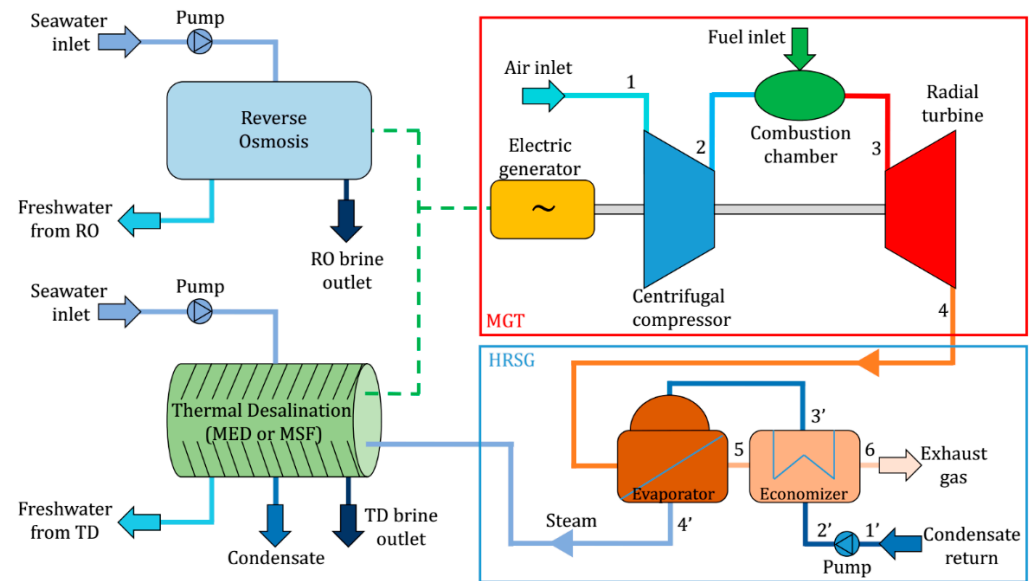 Seawater
inlet
Pump
Reverse
Osmosis
Freshwater
from RO
RO brine
outlet
Seawater
inlet
Pump
Thermal Desalination
(MED or MSF)
Freshwater
from TD
Condensate
TD brine
outlet
Steam
Fuel inlet
Air inlet
1
2
Combustion
chamber
3
Radial
turbine
Electric
generator
~
Centrifugal
compressor
MGT
4
HRSG
3’
5
6
Exhaust
gas
Evaporator
Economizer
4’
2’
1’
Condensate
return
Pump